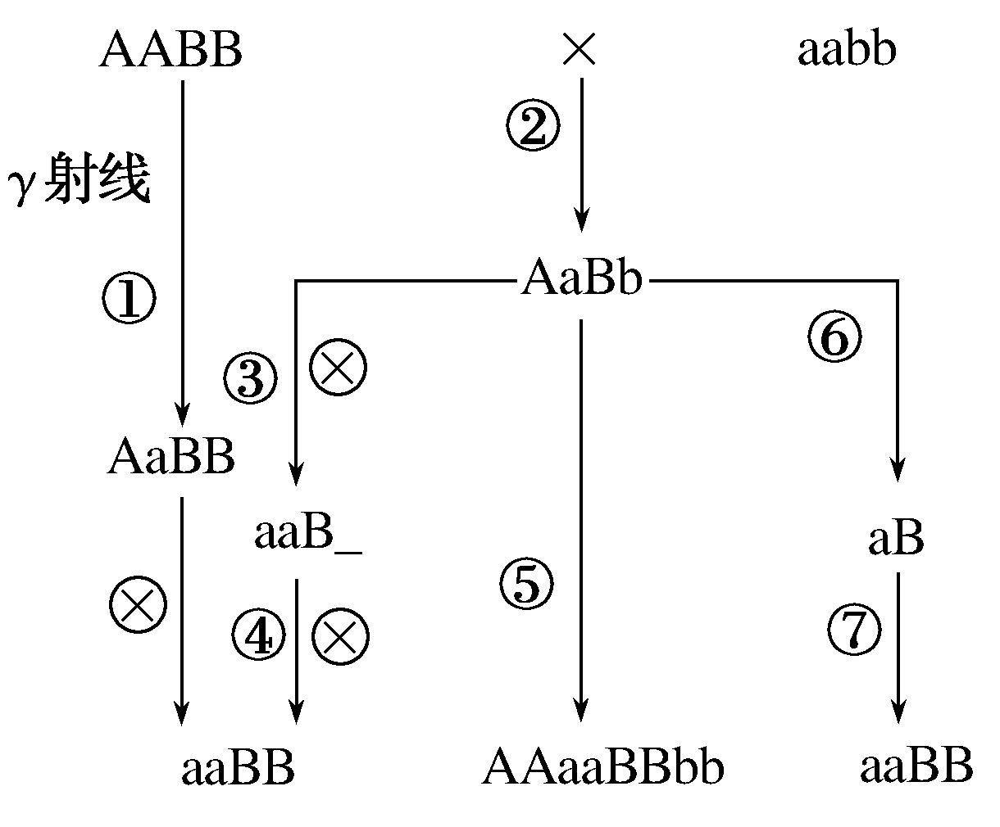 AABB × aabb
②
γ射线
AaBb
① ⑥
③ ⊗
AaBB
aaB_ aB
⊗ ④ ⊗ ⑤ ⑦
aaBB AAaaBBbb aaBB